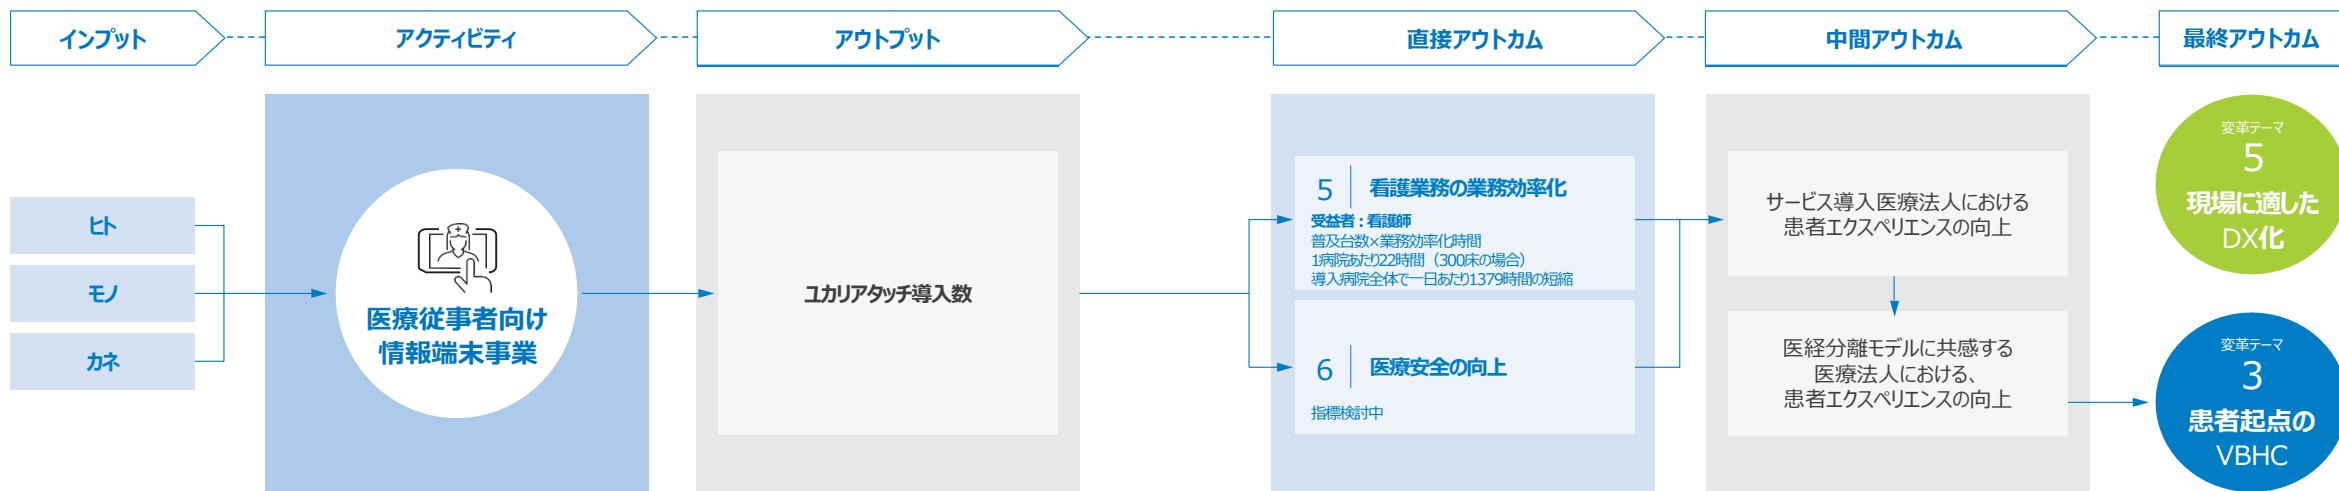 インプット
アクティビティ
アウトプット
直接アウトカム
中間アウトカム
最終アウトカム
ヒト
モノ
カネ
医療従事者向け
情報端末事業
ユカリアタッチ導入数
5
看護業務の業務効率化
受益者：看護師
普及台数×業務効率化時間
1病院あたり22時間（300床の場合）
導入病院全体で一日あたり1379時間の短縮
6
医療安全の向上
指標検討中
サービス導入医療法人における
患者エクスペリエンスの向上
医経分離モデルに共感する
医療法人における、
患者エクスペリエンスの向上
変革テーマ
5
現場に適した
DX化
変革テーマ
3
患者起点の
VBHC